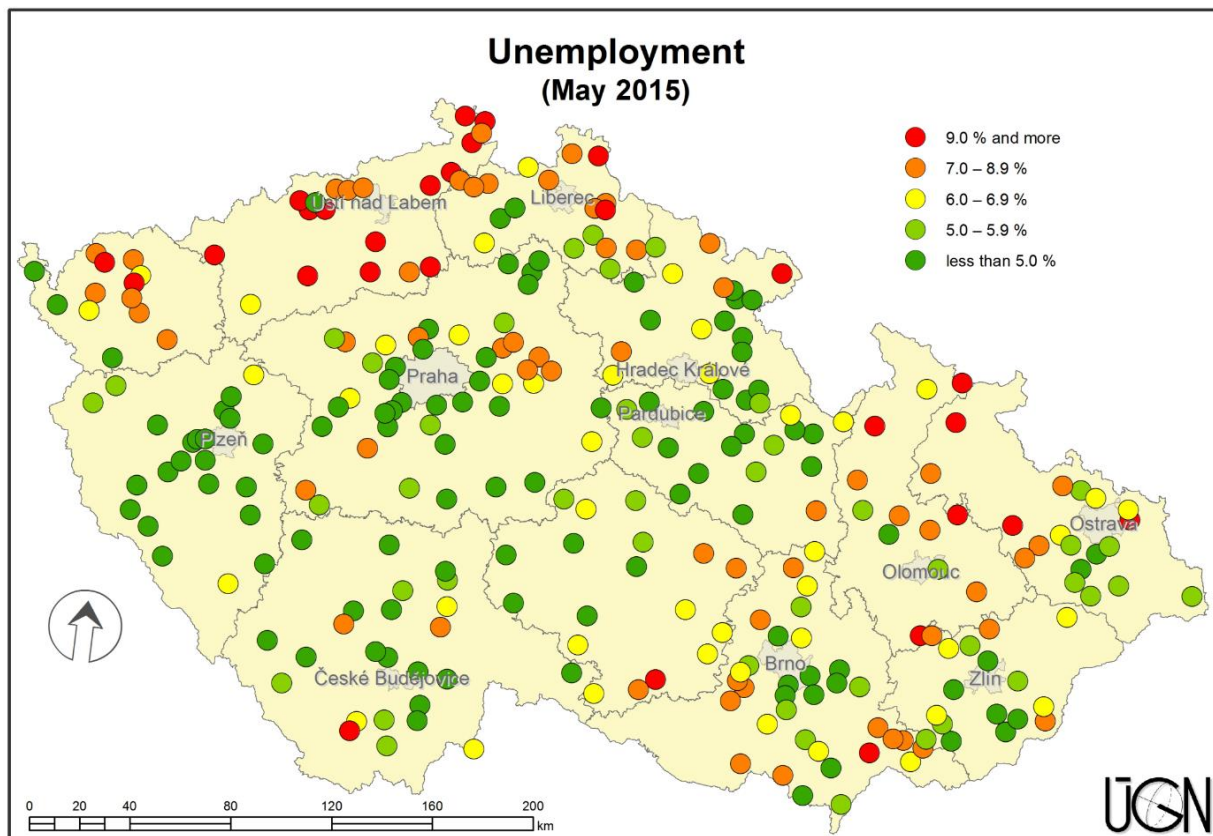 Unemployment
(May 2015)
9.0 % and more
7.0 – 8.9 %
6.0 – 6.9 %
5.0 – 5.9 %
less than 5.0 %
Ústí nad Labem
Liberec
Praha
Hradec Králové
Pardubice
Plzeň
Ostrava
Olomouc
České Budějovice
Brno
Zlín
0 20 40 80 120 160 200
km
ÚGN